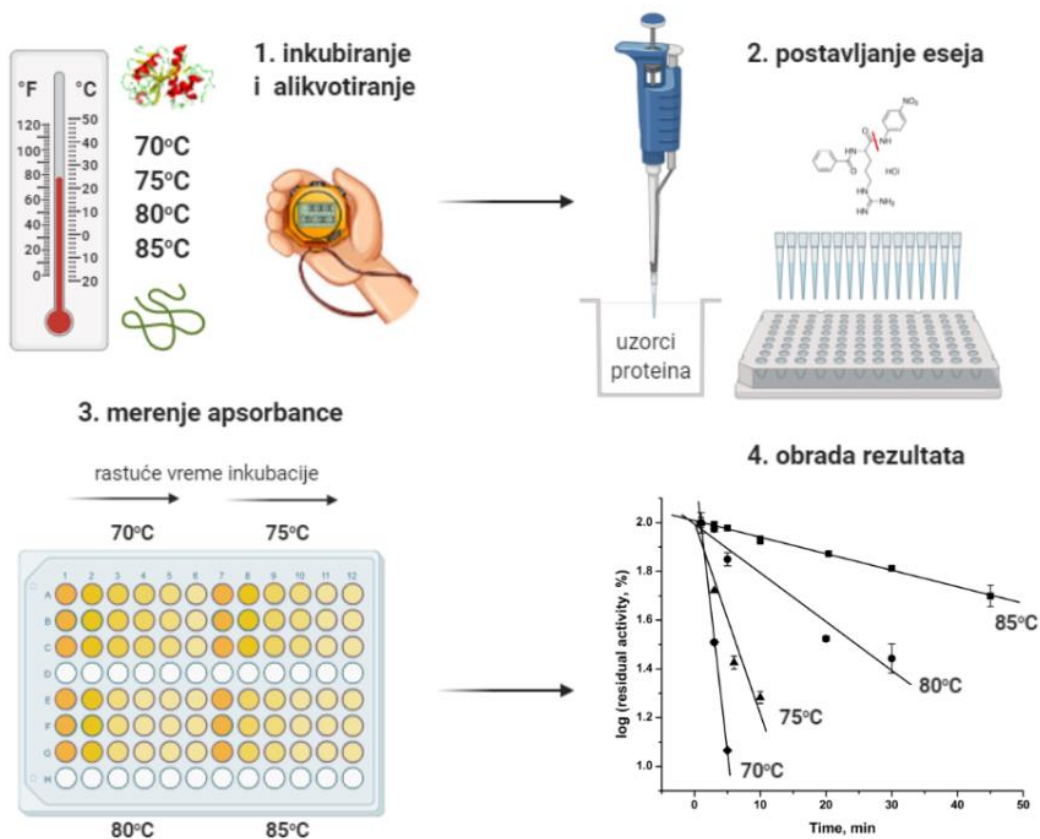 1. inkubiranje
i alikvotiranje
°F
°C
120
100
80
60
40
20
0
50
40
30
20
10
0
10
20
70°C
75°C
80°C
85°C
2. postavljanje eseja
NO₂
O
NH
HN
O
HCl
HN
NH₂
HN
uzorci
proteina
3. merenje apsorbance
rastuće vreme inkubacije
70°C
75°C
1 2 3 4 5 6 7 8 9 10 11 12
A
B
C
D
E
F
G
H
80°C
85°C
4. obrada rezultata
log (residual activity, %)
2.0
1.8
1.6
1.4
1.2
1.0
85°C
80°C
75°C
70°C
0 10 20 30 40 50
Time, min